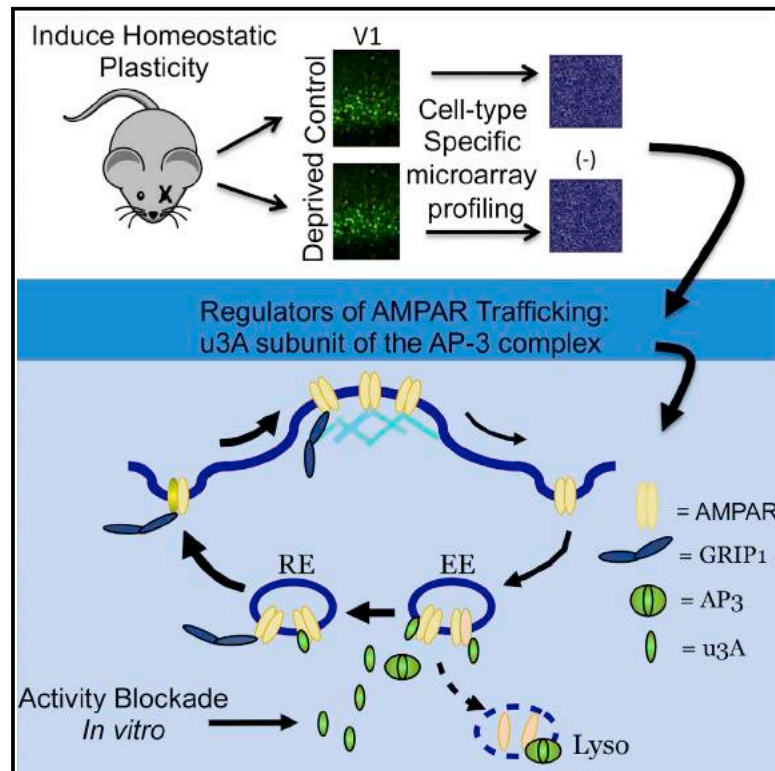 Induce Homeostatic
Plasticity
V1
Control
Deprived
Cell-type
Specific
microarray
profiling
(-)
Regulators of AMPAR Trafficking:
u3A subunit of the AP-3 complex
RE
EE
= AMPAR
= GRIP1
= AP3
= u3A
Activity Blockade
In vitro
Lyso